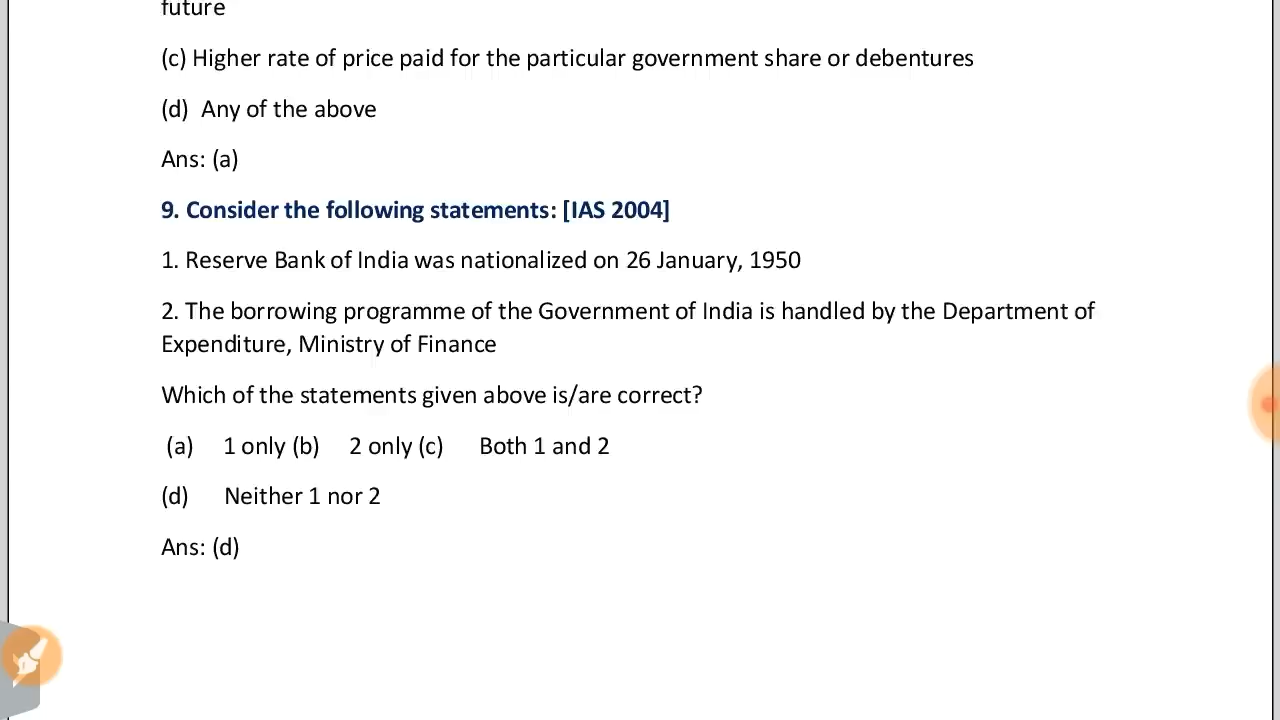 future
(c) Higher rate of price paid for the particular government share or debentures
(d) Any of the above
Ans: (a)
9. Consider the following statements: [IAS 2004]
1. Reserve Bank of India was nationalized on 26 January, 1950
2. The borrowing programme of the Government of India is handled by the Department of
Expenditure, Ministry of Finance
Which of the statements given above is/are correct?
(a) 1 only (b) 2 only (c) Both 1 and 2
(d) Neither 1 nor 2
Ans: (d)